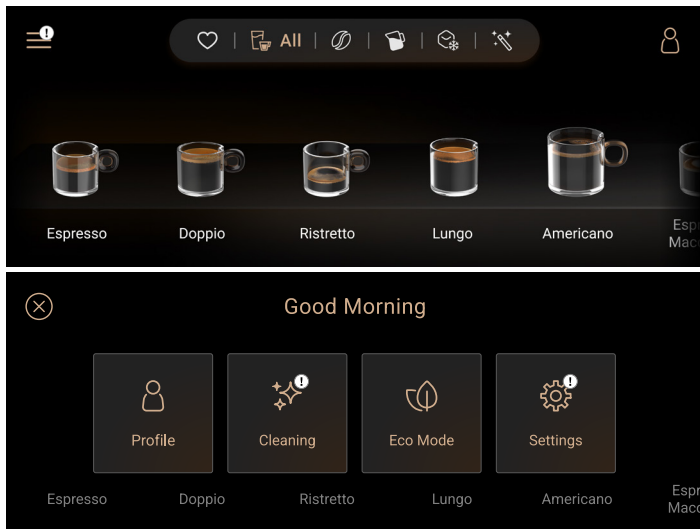 All
Espresso
Doppio
Ristretto
Lungo
Americano
Good Morning
Profile
Cleaning
Eco Mode
Settings
Espresso
Doppio
Ristretto
Lungo
Americano